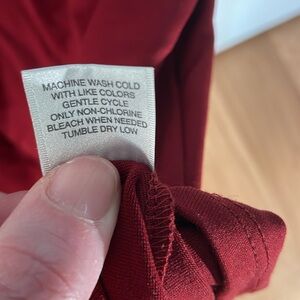 MACHINE WASH COLD
WITH LIKE COLORS
GENTLE CYCLE
ONLY NON-CHLORINE
BLEACH WHEN NEEDED
TUMBLE DRY LOW